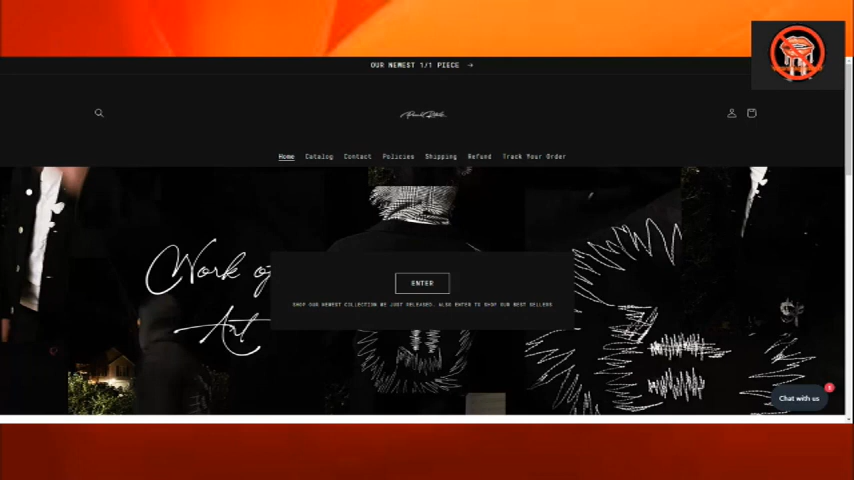 OUR NEWEST 1/1 PIECE →
Home Catalog Contact Policies Shipping Refund Track Your Order
Work of
Art
ENTER
SHOP OUR NEWEST COLLECTION WE JUST RELEASED. ALSO ENTER TO SHOP OUR BEST SELLERS
Chat with us